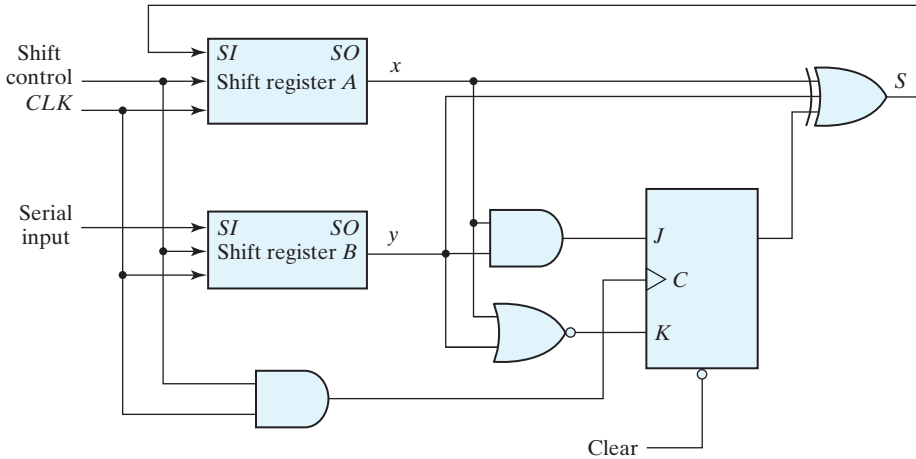 SI SO
Shift register A
Shift
control
CLK
x
S
Serial
input
SI SO
Shift register B
y
J
C
K
Clear